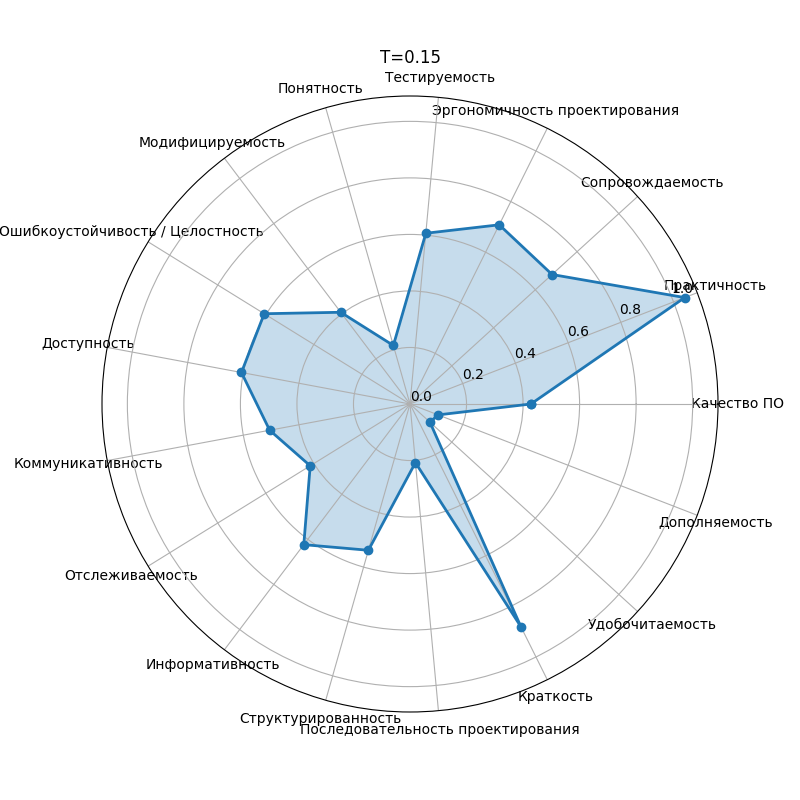 T=0.15
Тестируемость
Понятность
Эргономичность проектирования
Модифицируемость
Сопровождаемость
Ошибкоустойчивость / Целостность
Практичность
1.0
0.8
0.6
Доступность
0.4
0.2
0.0
Качество ПО
Коммуникативность
Дополняемость
Отслеживаемость
Удобочитаемость
Информативность
Краткость
Структурированность
Последовательность проектирования